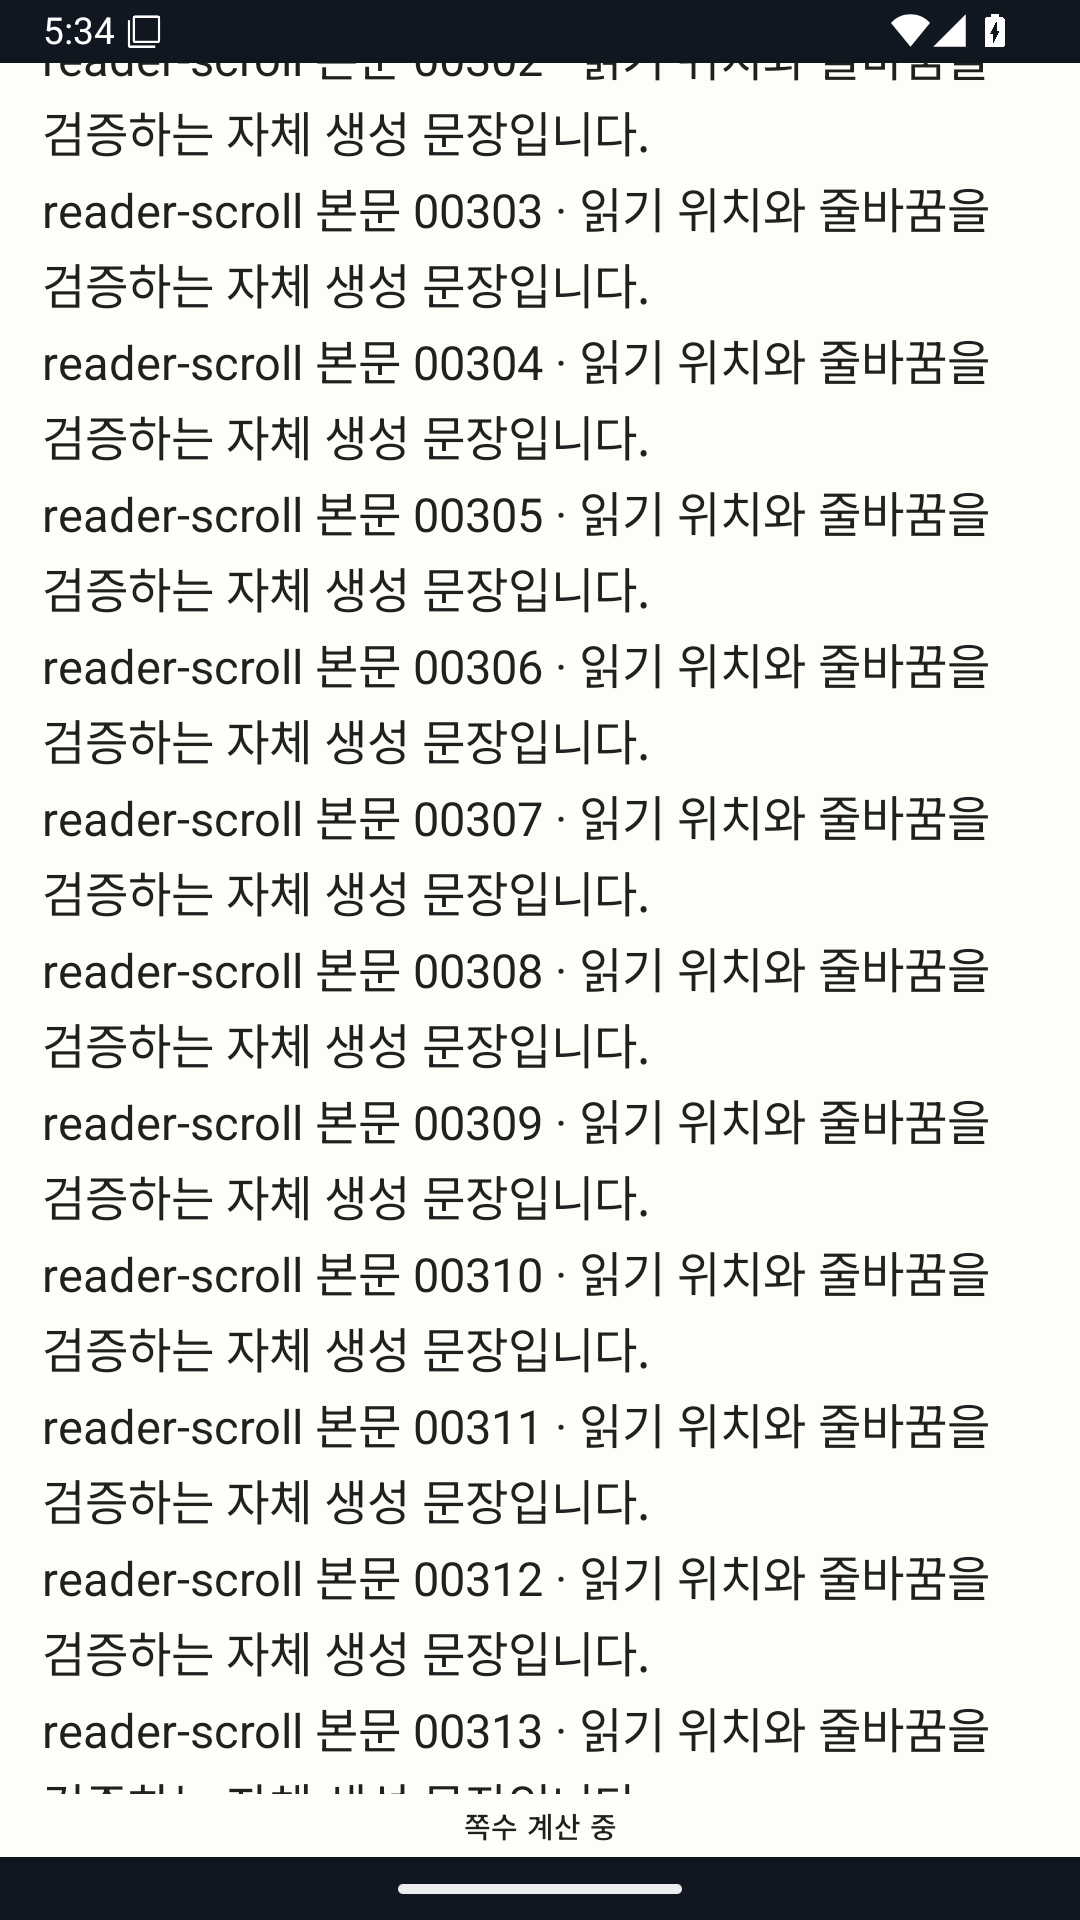 5:34
reader-scroll 본문 00302 · 읽기 위치와 줄바꿈을
검증하는 자체 생성 문장입니다.
reader-scroll 본문 00303 · 읽기 위치와 줄바꿈을
검증하는 자체 생성 문장입니다.
reader-scroll 본문 00304 · 읽기 위치와 줄바꿈을
검증하는 자체 생성 문장입니다.
reader-scroll 본문 00305 · 읽기 위치와 줄바꿈을
검증하는 자체 생성 문장입니다.
reader-scroll 본문 00306 · 읽기 위치와 줄바꿈을
검증하는 자체 생성 문장입니다.
reader-scroll 본문 00307 · 읽기 위치와 줄바꿈을
검증하는 자체 생성 문장입니다.
reader-scroll 본문 00308 · 읽기 위치와 줄바꿈을
검증하는 자체 생성 문장입니다.
reader-scroll 본문 00309 · 읽기 위치와 줄바꿈을
검증하는 자체 생성 문장입니다.
reader-scroll 본문 00310 · 읽기 위치와 줄바꿈을
검증하는 자체 생성 문장입니다.
reader-scroll 본문 00311 · 읽기 위치와 줄바꿈을
검증하는 자체 생성 문장입니다.
reader-scroll 본문 00312 · 읽기 위치와 줄바꿈을
검증하는 자체 생성 문장입니다.
reader-scroll 본문 00313 · 읽기 위치와 줄바꿈을
쪽수 계산 중